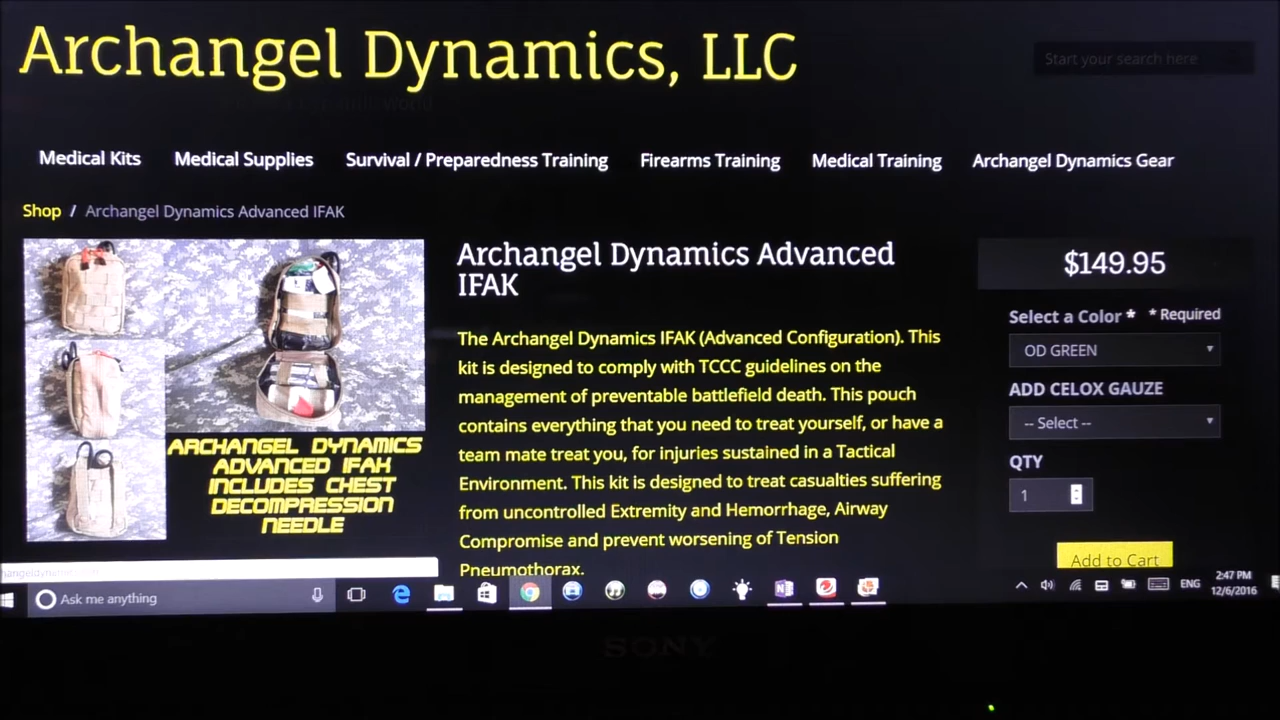 Archangel Dynamics, LLC
Start your search here
Medical Kits
Medical Supplies
Survival / Preparedness Training
Firearms Training
Medical Training
Archangel Dynamics Gear
Shop / Archangel Dynamics Advanced IFAK
ARCHANGEL DYNAMICS
ADVANCED IFAK
INCLUDES CHEST
DECOMPRESSION
NEEDLE
Archangel Dynamics Advanced
IFAK
The Archangel Dynamics IFAK (Advanced Configuration). This
kit is designed to comply with TCCC guidelines on the
management of preventable battlefield death. This pouch
contains everything that you need to treat yourself, or have a
team mate treat you, for injuries sustained in a Tactical
Environment. This kit is designed to treat casualties suffering
from uncontrolled Extremity and Hemorrhage, Airway
Compromise and prevent worsening of Tension
Pneumothorax.
$149.95
Select a Color * * Required
OD GREEN
ADD CELOX GAUZE
-- Select --
QTY
1
Add to Cart
Ask me anything
ENG
2:47 PM
12/6/2016
SONY